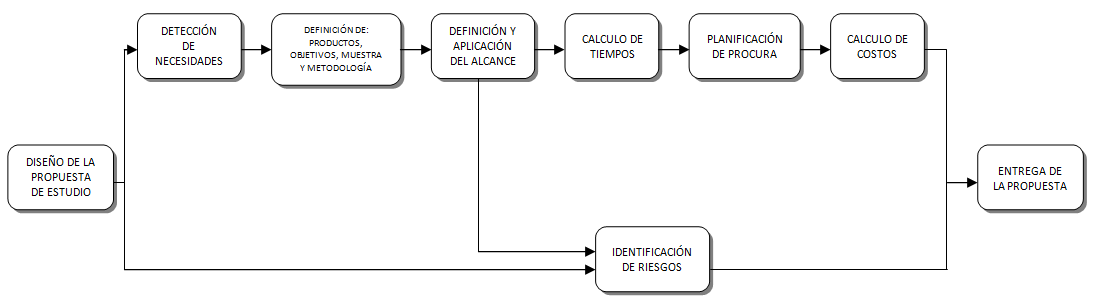 DETECCIÓN
DE
NECESIDADES
DEFINICIÓN DE:
PRODUCTOS,
OBJETIVOS, MUESTRA
Y METODOLOGÍA
DEFINICIÓN Y
APLICACIÓN
DEL ALCANCE
CALCULO DE
TIEMPOS
PLANIFICACIÓN
DE PROCURA
CALCULO DE
COSTOS
DISEÑO DE LA
PROPUESTA
DE ESTUDIO
ENTREGA DE
LA PROPUESTA
IDENTIFICACIÓN
DE RIESGOS